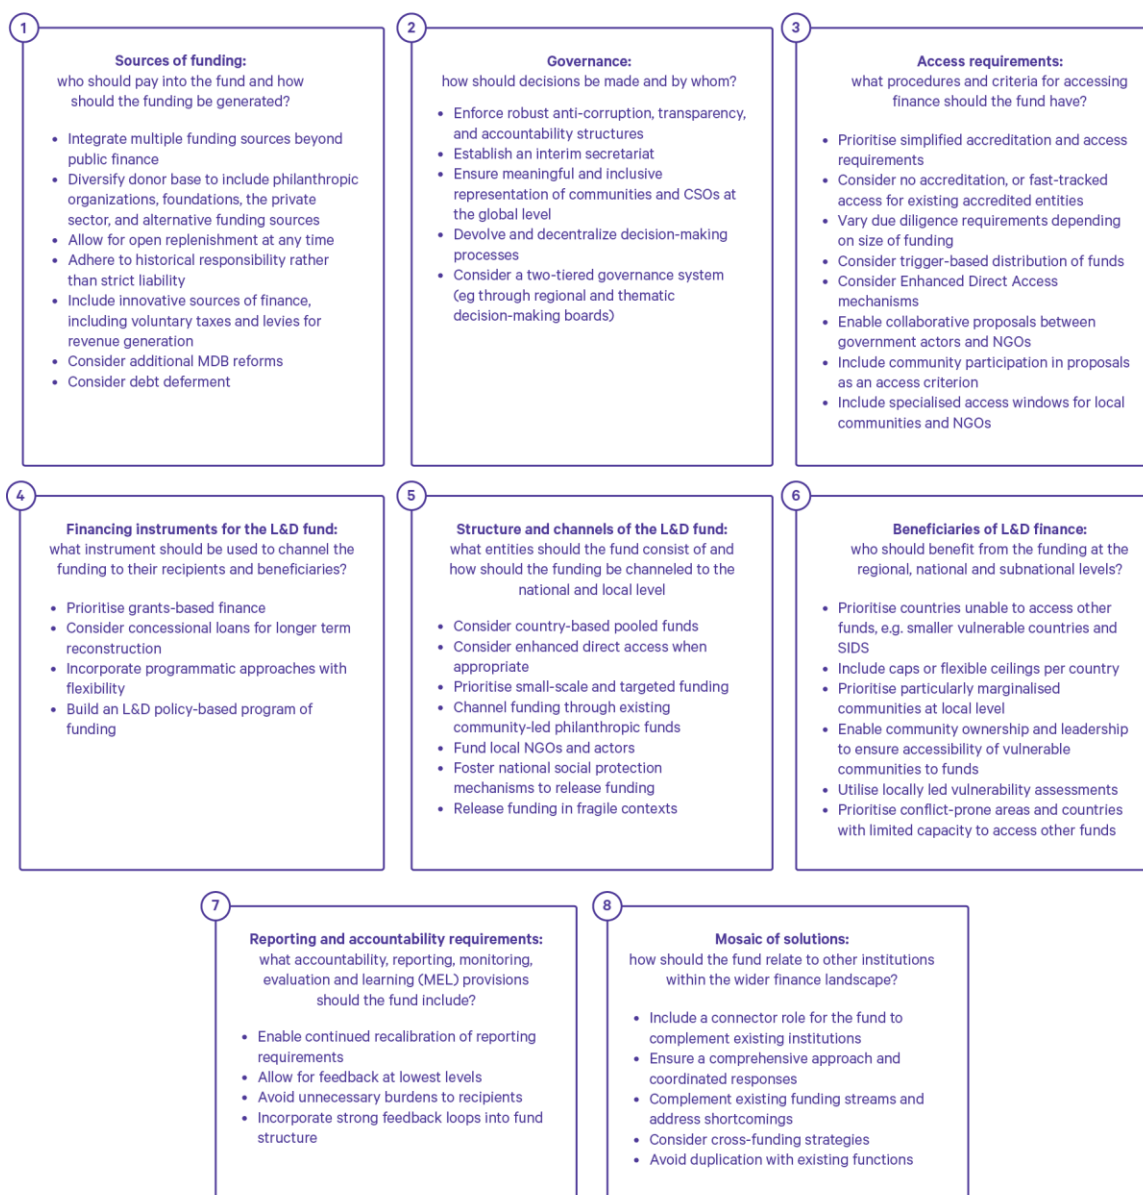 1
Sources of funding:
who should pay into the fund and how
should the funding be generated?
• Integrate multiple funding sources beyond
public finance
• Diversify donor base to include philanthropic
organizations, foundations, the private
sector, and alternative funding sources
• Allow for open replenishment at any time
• Adhere to historical responsibility rather
than strict liability
• Include innovative sources of finance,
including voluntary taxes and levies for
revenue generation
• Consider additional MDB reforms
• Consider debt deferment
2
Governance:
how should decisions be made and by whom?
• Enforce robust anti-corruption, transparency,
and accountability structures
• Establish an interim secretariat
• Ensure meaningful and inclusive
representation of communities and CSOs at
the global level
• Devolve and decentralize decision-making
processes
• Consider a two-tiered governance system
(eg through regional and thematic
decision-making boards)
3
Access requirements:
what procedures and criteria for accessing
finance should the fund have?
• Prioritise simplified accreditation and access
requirements
• Consider no accreditation, or fast-tracked
access for existing accredited entities
• Vary due diligence requirements depending
on size of funding
• Consider trigger-based distribution of funds
• Consider Enhanced Direct Access
mechanisms
• Enable collaborative proposals between
government actors and NGOs
• Include community participation in proposals
as an access criterion
• Include specialised access windows for local
communities and NGOs
4
Financing instruments for the L&D fund:
what instrument should be used to channel the
funding to their recipients and beneficiaries?
• Prioritise grants-based finance
• Consider concessional loans for longer term
reconstruction
• Incorporate programmatic approaches with
flexibility
• Build an L&D policy-based program of
funding
5
Structure and channels of the L&D fund:
what entities should the fund consist of and
how should the funding be channeled to the
national and local level
• Consider country-based pooled funds
• Consider enhanced direct access when
appropriate
• Prioritise small-scale and targeted funding
• Channel funding through existing
community-led philanthropic funds
• Fund local NGOs and actors
• Foster national social protection
mechanisms to release funding
• Release funding in fragile contexts
6
Beneficiaries of L&D finance:
who should benefit from the funding at the
regional, national and subnational levels?
• Prioritise countries unable to access other
funds, e.g. smaller vulnerable countries and
SIDS
• Include caps or flexible ceilings per country
• Prioritise particularly marginalised
communities at local level
• Enable community ownership and leadership
to ensure accessibility of vulnerable
communities to funds
• Utilise locally led vulnerability assessments
• Prioritise conflict-prone areas and countries
with limited capacity to access other funds
7
Reporting and accountability requirements:
what accountability, reporting, monitoring,
evaluation and learning (MEL) provisions
should the fund include?
• Enable continued recalibration of reporting
requirements
• Allow for feedback at lowest levels
• Avoid unnecessary burdens to recipients
• Incorporate strong feedback loops into fund
structure
8
Mosaic of solutions:
how should the fund relate to other institutions
within the wider finance landscape?
• Include a connector role for the fund to
complement existing institutions
• Ensure a comprehensive approach and
coordinated responses
• Complement existing funding streams and
address shortcomings
• Consider cross-funding strategies
• Avoid duplication with existing functions